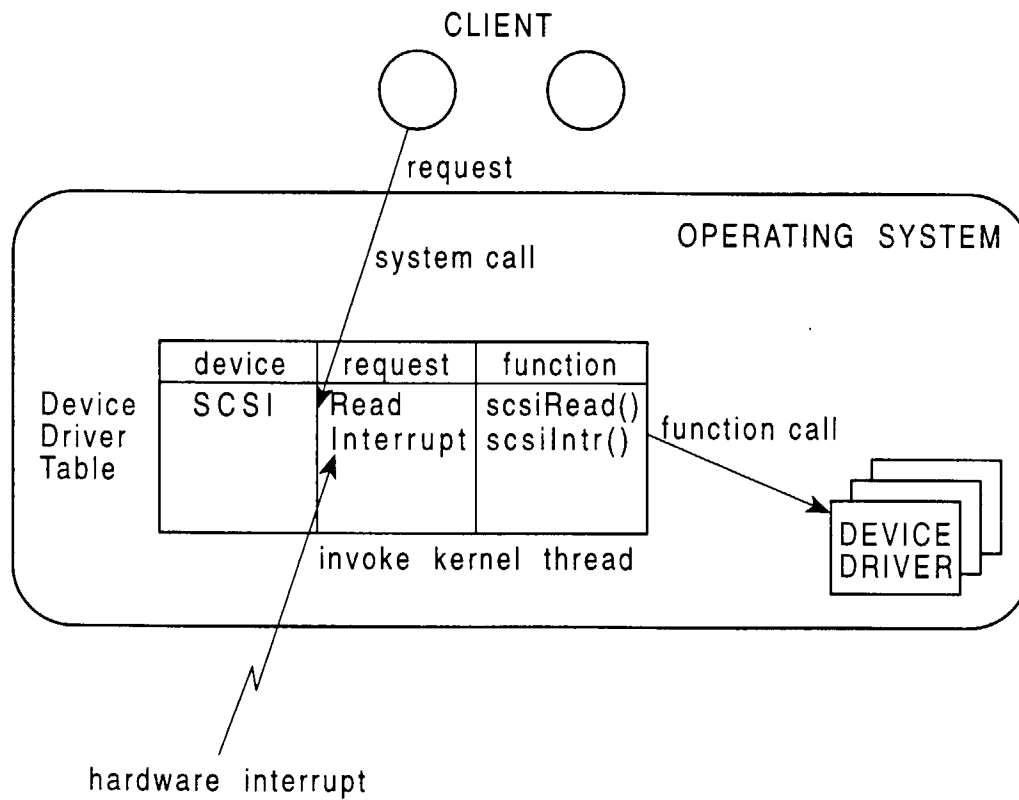 CLIENT
request
OPERATING SYSTEM
system call
device request function
SCSI Read scsiRead()
Interrupt scsiIntr()
Device
Driver
Table
function call
DEVICE
DRIVER
invoke kernel thread
hardware interrupt